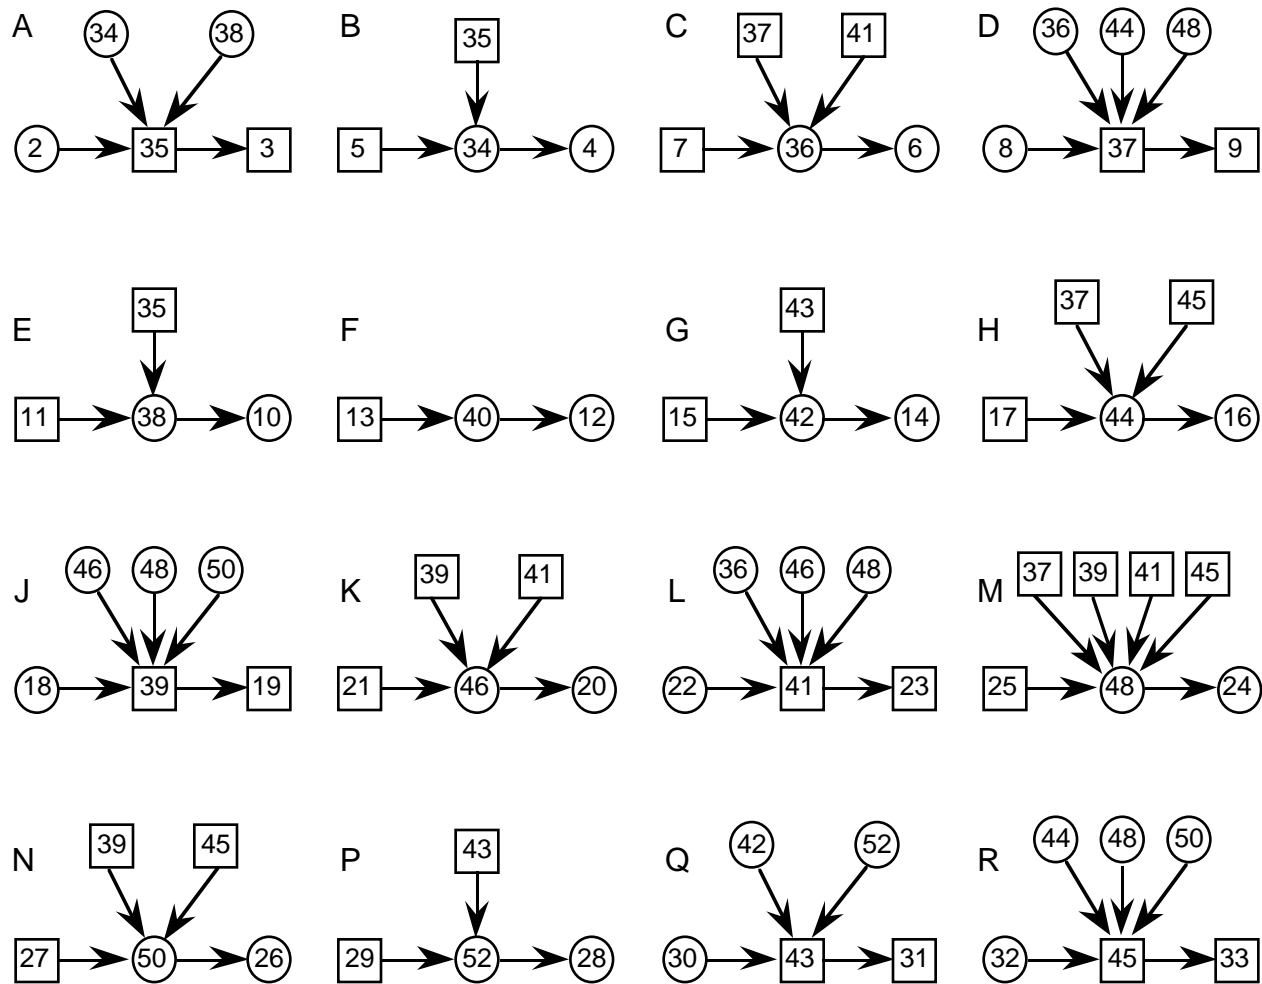 A 34 38 B 35 C 37 41 D 36 44 48
2 35 3 5 34 4 7 36 6 8 37 9
E 35 F G 43 H 37 45
11 38 10 13 40 12 15 42 14 17 44 16
J 46 48 50 K 39 41 L 36 46 48 M 37 39 41 45
18 39 19 21 46 20 22 41 23 25 48 24
N 39 45 P 43 Q 42 52 R 44 48 50
27 50 26 29 52 28 30 43 31 32 45 33